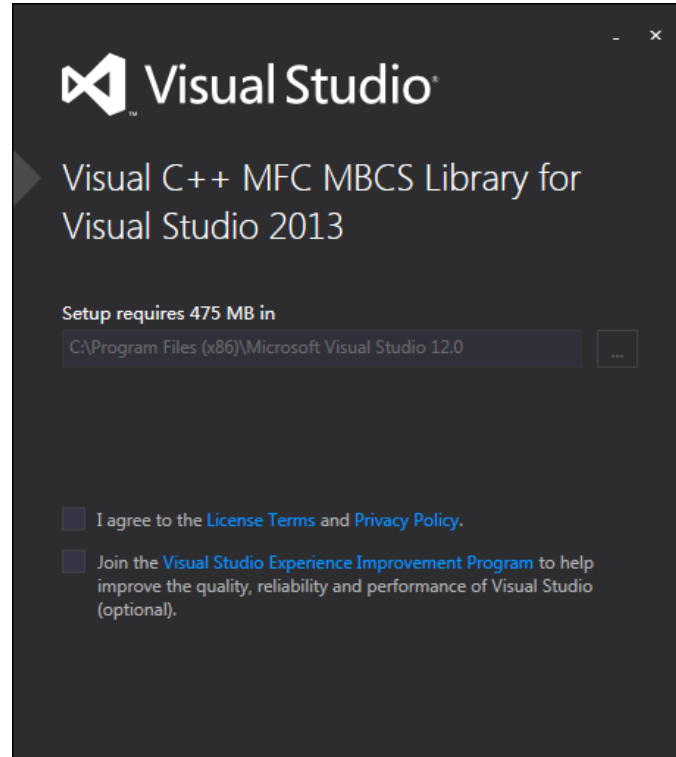 Visual Studio®
™
Visual C++ MFC MBCS Library for
Visual Studio 2013
Setup requires 475 MB in
C:\Program Files (x86)\Microsoft Visual Studio 12.0
...
I agree to the License Terms and Privacy Policy.
Join the Visual Studio Experience Improvement Program to help
improve the quality, reliability and performance of Visual Studio
(optional).